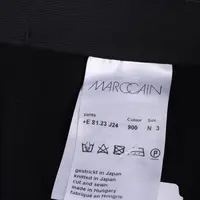 MARCCAIN
pants Colour Size
+E 81.23 J24 900 N 3
gestrickt in Japan
knitted in Japan
cut and sewn
made in Hungary
fabrique en Hongrie